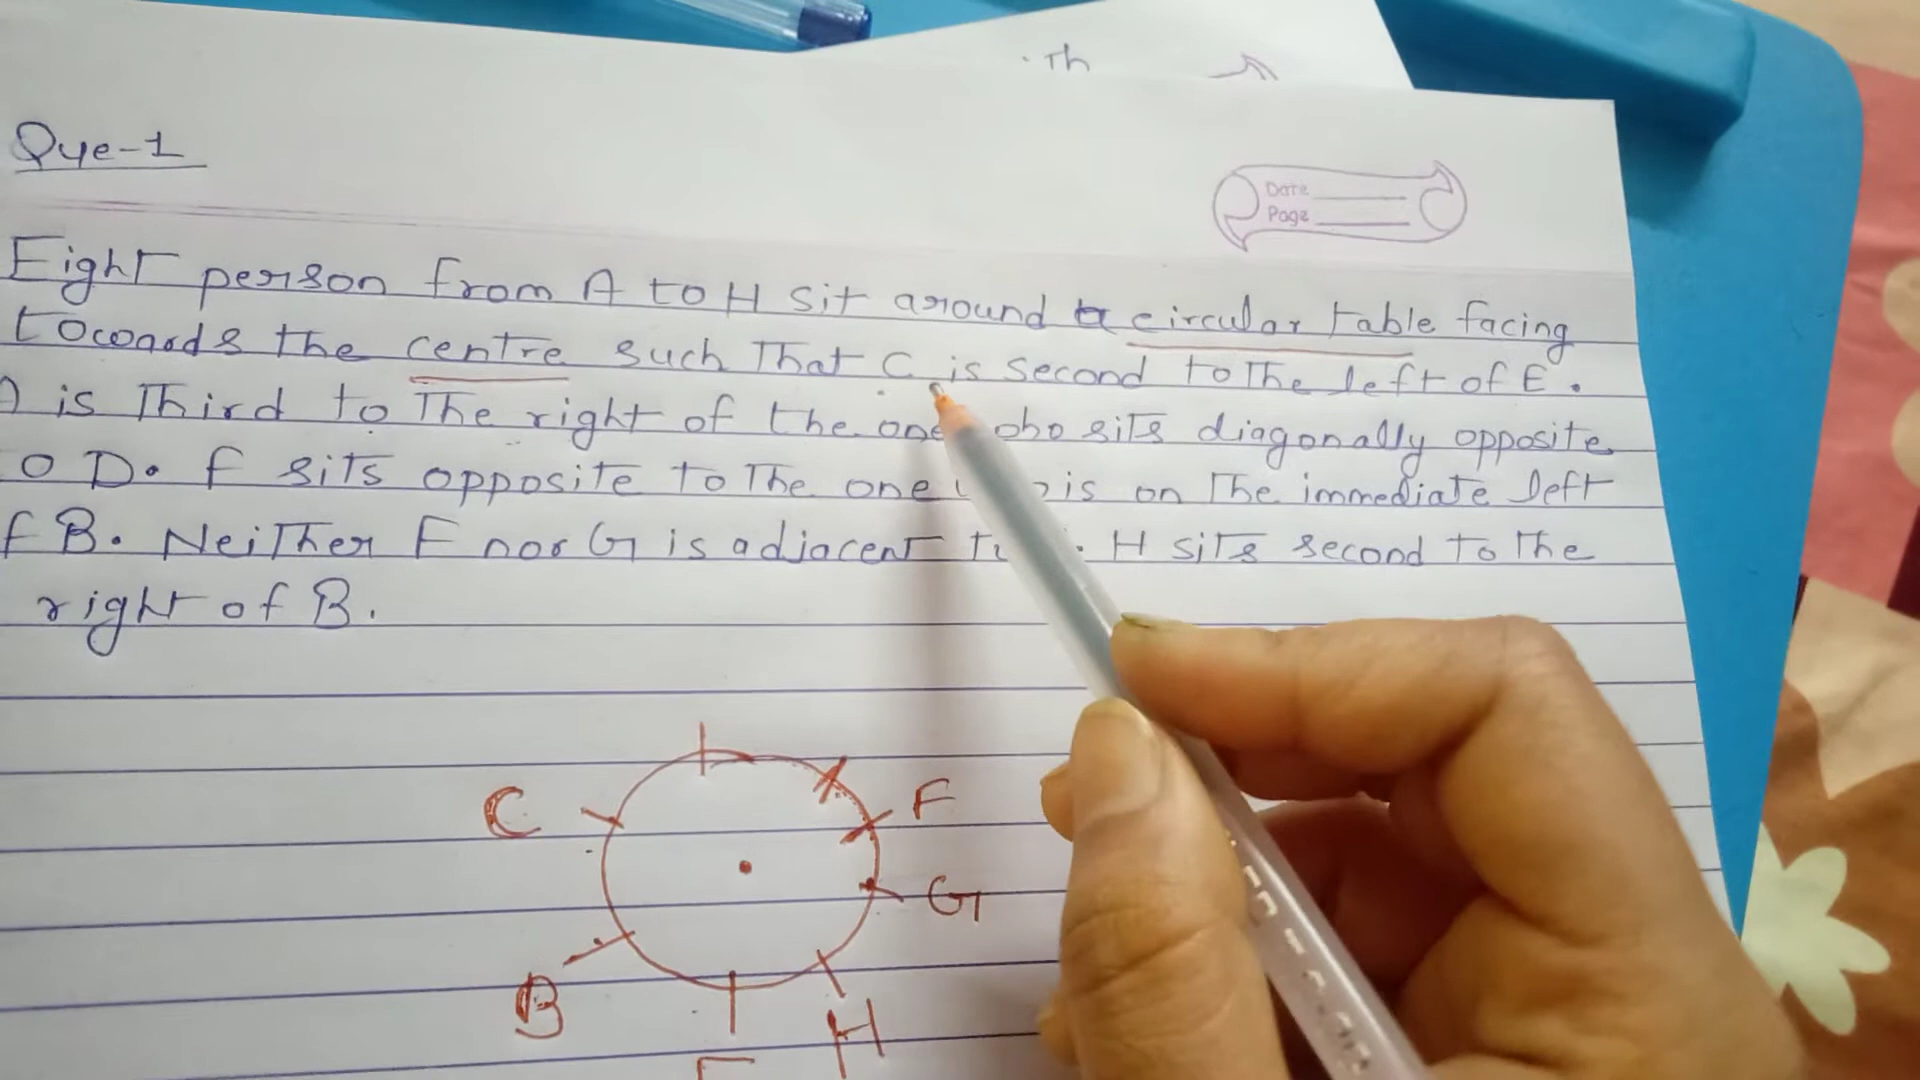 . Th
Que-1
Date
Page
Eight person from A to H sit around a circular table facing
towards the centre such That C is second to The left of E.
is Third to The right of the one who sits diagonally opposite
D. F sits opposite to The one is on The immediate left
B. Neither F nor G is adjacent H sits second to The
right of B.
C
F
G
B
H